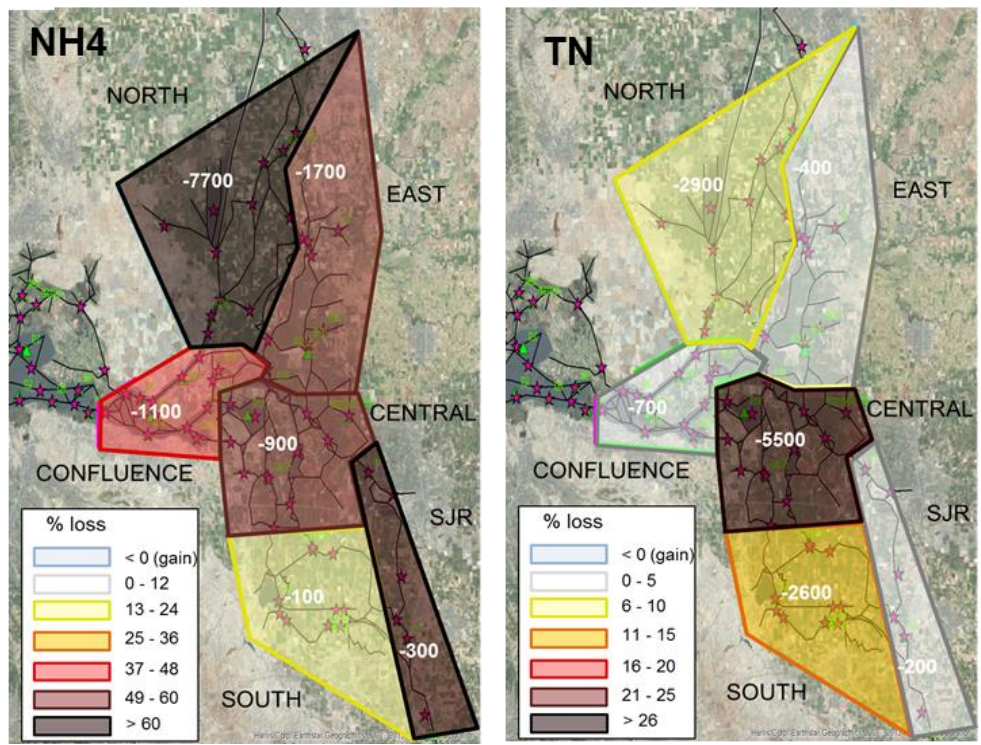 NH4
NORTH
-7700
-1700
EAST
-1100
CONFLUENCE
CENTRAL
-900
SJR
-100
-300
SOUTH
% loss
< 0 (gain)
0 - 12
13 - 24
25 - 36
37 - 48
49 - 60
> 60
TN
NORTH
-2900
-400
EAST
-700
CONFLUENCE
CENTRAL
-5500
SJR
-2600
-200
SOUTH
% loss
< 0 (gain)
0 - 5
6 - 10
11 - 15
16 - 20
21 - 25
> 26